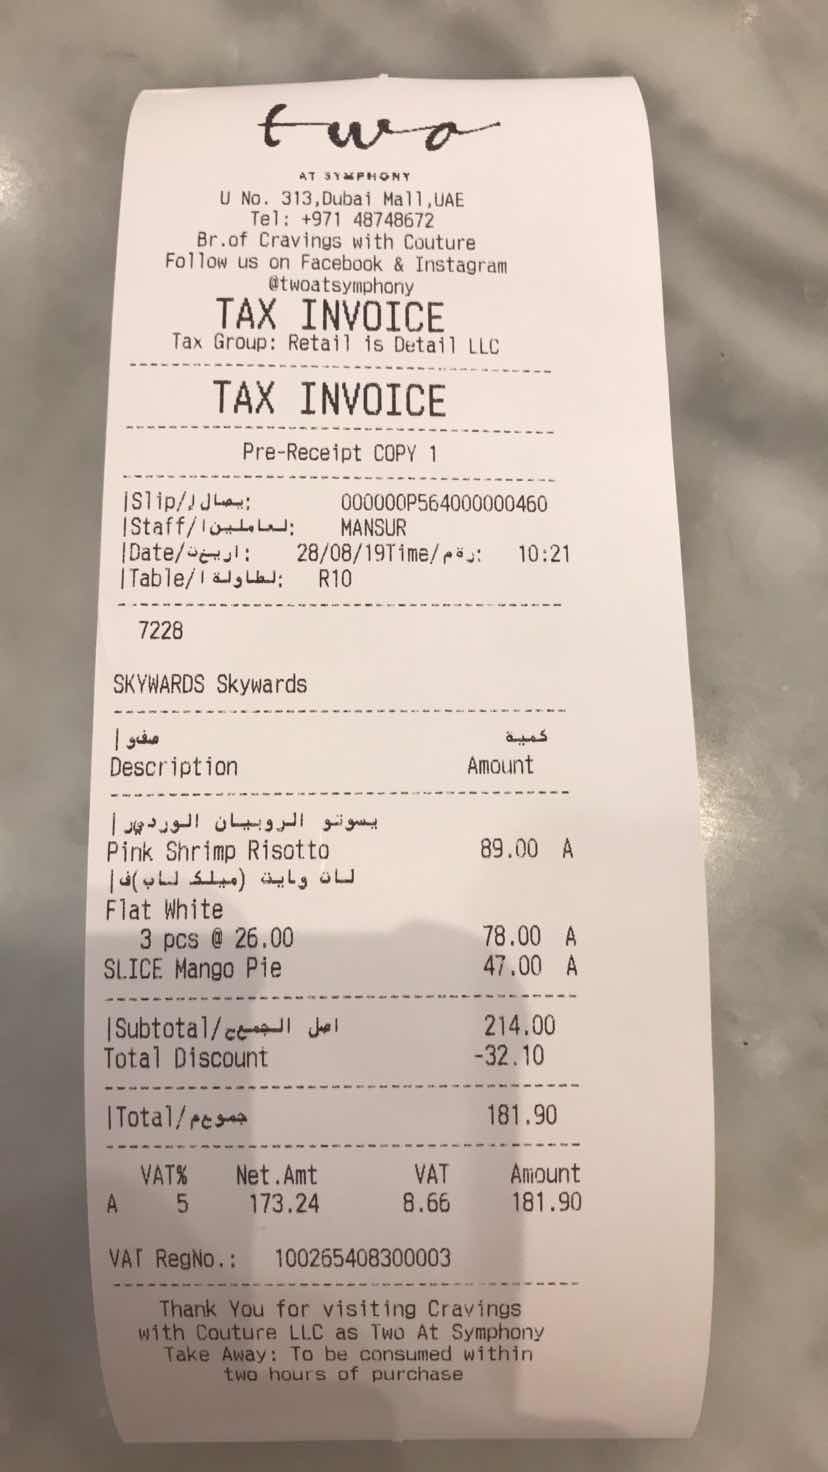 two
AT SYMPHONY
U No. 313,Dubai Mall,UAE
Tel: +971 48748672
Br.of Cravings with Couture
Follow us on Facebook & Instagram
@twoatsymphony
TAX INVOICE
Tax Group: Retail is Detail LLC
TAX INVOICE
Pre-Receipt COPY 1
|Slip/يصال إ: 000000P564000000460
|Staff/لعاملين ا: MANSUR
|Date/اريخ ت: 28/08/19Time/رقم: 10:21
|Table/لطاولة ا: R10
7228
SKYWARDS Skywards
كمية
Description Amount
يسوتو الروبيان الوردي ر|
Pink Shrimp Risotto 89.00 A
لات وايت (ميلك لاب) ف|
Flat White
3 pcs @ 26.00 78.00 A
SLICE Mango Pie 47.00 A
|Subtotal/اصل الجمع ح 214.00
Total Discount -32.10
|Total/جموع م 181.90
VAT% Net.Amt VAT Amount
A 5 173.24 8.66 181.90
VAT RegNo.: 100265408300003
Thank You for visiting Cravings
with Couture LLC as Two At Symphony
Take Away: To be consumed within
two hours of purchase